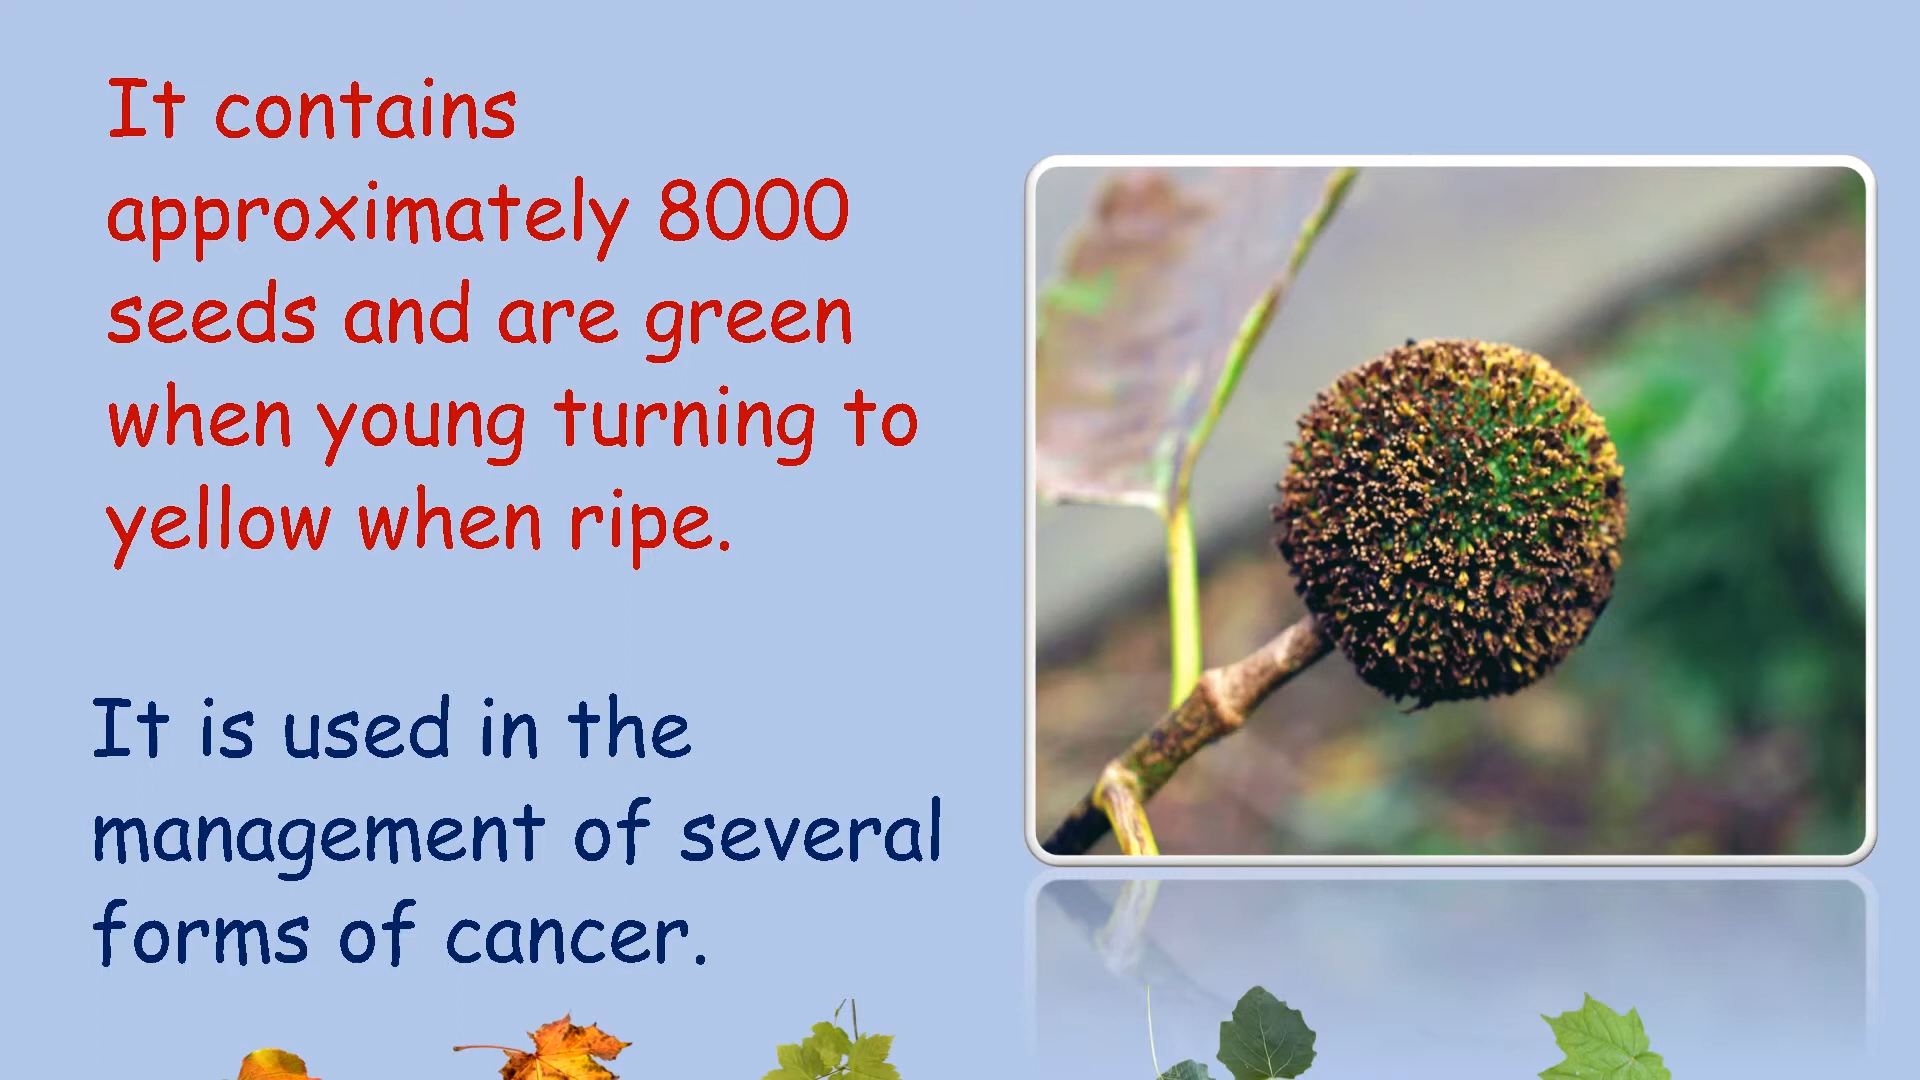 It contains
approximately 8000
seeds and are green
when young turning to
yellow when ripe.
It is used in the
management of several
forms of cancer.